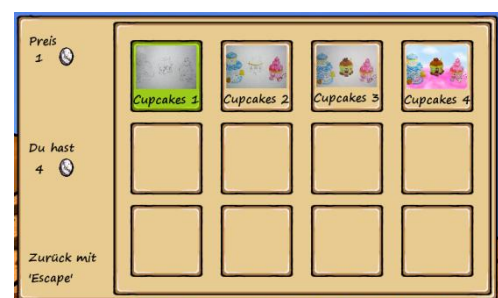 Preis
1
Du hast
4
Zurück mit
'Escape'
Cupcakes 1
Cupcakes 2
Cupcakes 3
Cupcakes 4